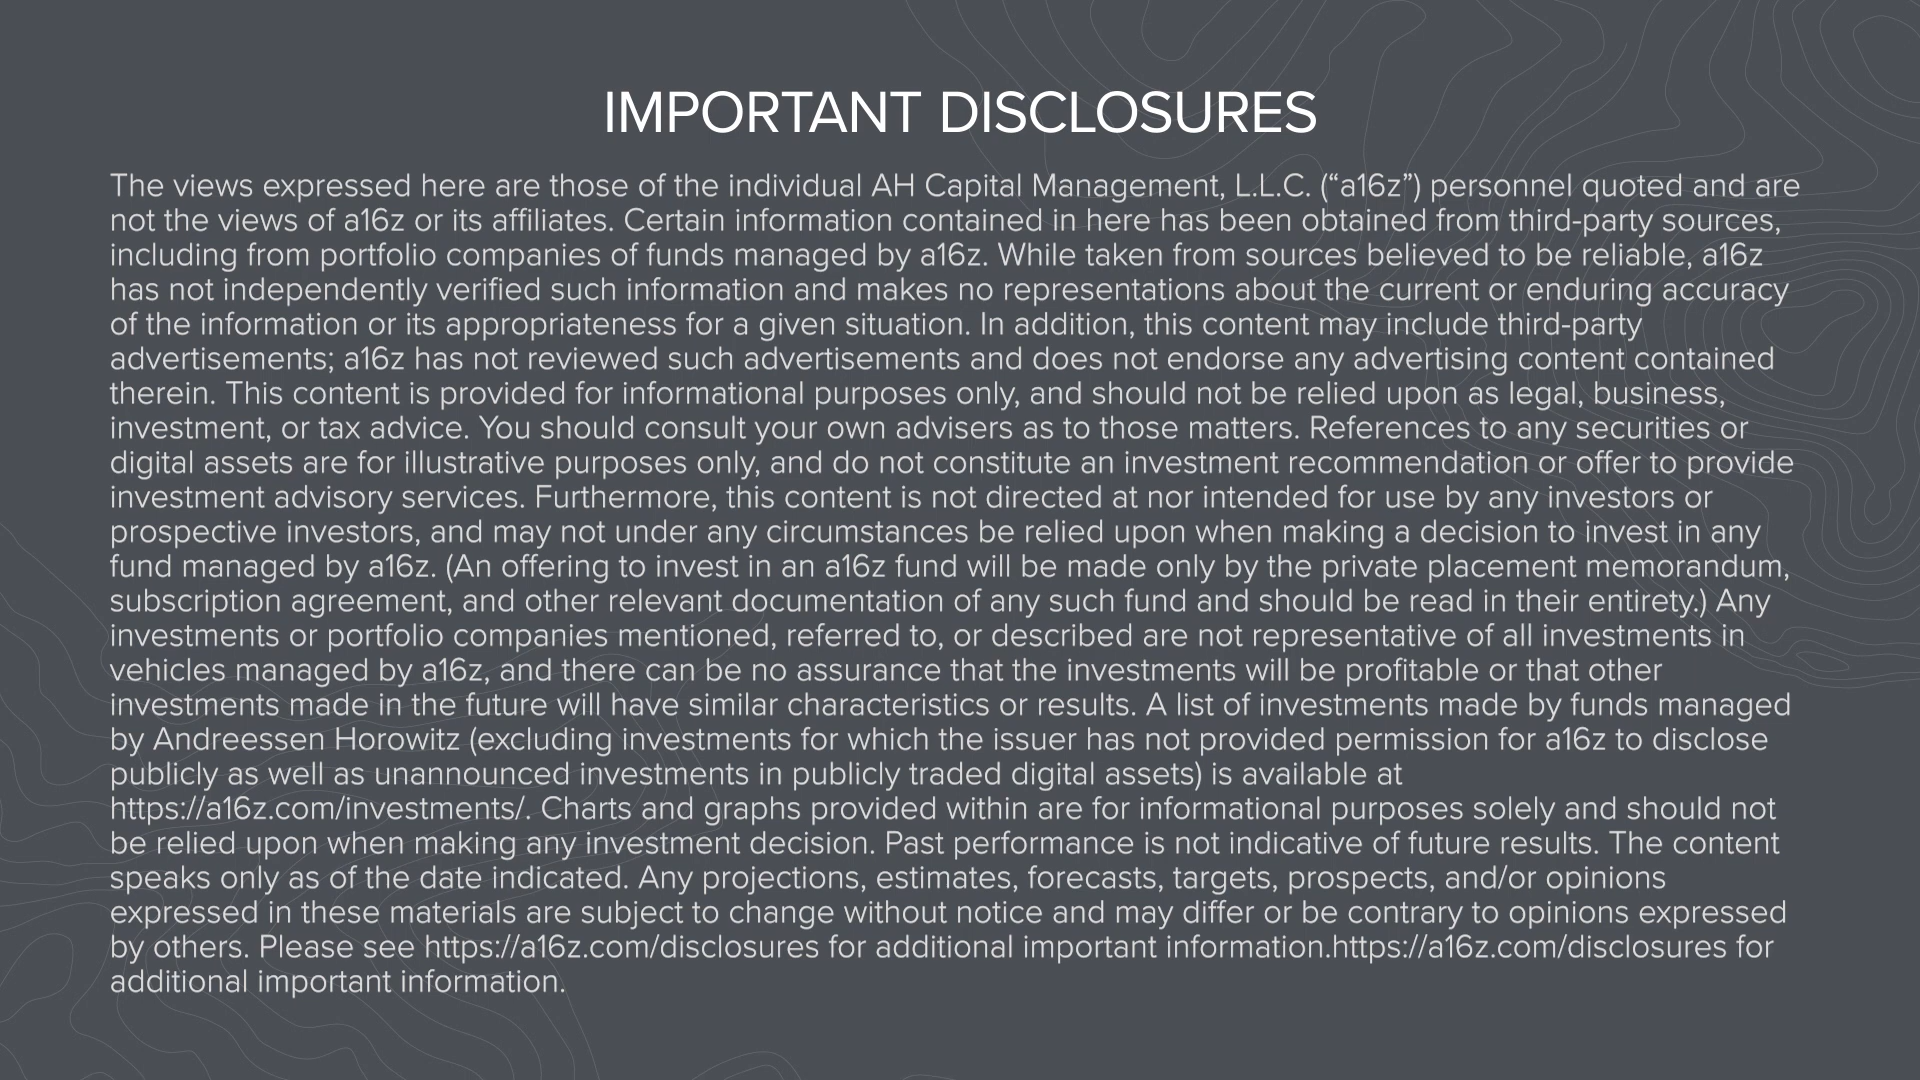 IMPORTANT DISCLOSURES
The views expressed here are those of the individual AH Capital Management, L.L.C. (“a16z”) personnel quoted and are
not the views of a16z or its affiliates. Certain information contained in here has been obtained from third-party sources,
including from portfolio companies of funds managed by a16z. While taken from sources believed to be reliable, a16z
has not independently verified such information and makes no representations about the current or enduring accuracy
of the information or its appropriateness for a given situation. In addition, this content may include third-party
advertisements; a16z has not reviewed such advertisements and does not endorse any advertising content contained
therein. This content is provided for informational purposes only, and should not be relied upon as legal, business,
investment, or tax advice. You should consult your own advisers as to those matters. References to any securities or
digital assets are for illustrative purposes only, and do not constitute an investment recommendation or offer to provide
investment advisory services. Furthermore, this content is not directed at nor intended for use by any investors or
prospective investors, and may not under any circumstances be relied upon when making a decision to invest in any
fund managed by a16z. (An offering to invest in an a16z fund will be made only by the private placement memorandum,
subscription agreement, and other relevant documentation of any such fund and should be read in their entirety.) Any
investments or portfolio companies mentioned, referred to, or described are not representative of all investments in
vehicles managed by a16z, and there can be no assurance that the investments will be profitable or that other
investments made in the future will have similar characteristics or results. A list of investments made by funds managed
by Andreessen Horowitz (excluding investments for which the issuer has not provided permission for a16z to disclose
publicly as well as unannounced investments in publicly traded digital assets) is available at
https://a16z.com/investments/. Charts and graphs provided within are for informational purposes solely and should not
be relied upon when making any investment decision. Past performance is not indicative of future results. The content
speaks only as of the date indicated. Any projections, estimates, forecasts, targets, prospects, and/or opinions
expressed in these materials are subject to change without notice and may differ or be contrary to opinions expressed
by others. Please see https://a16z.com/disclosures for additional important information.https://a16z.com/disclosures for
additional important information.